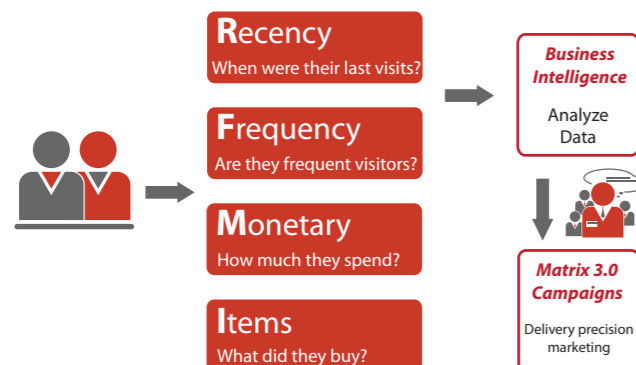 Recency
When were their last visits?
Frequency
Are they frequent visitors?
Monetary
How much they spend?
Items
What did they buy?
Business
Intelligence
Analyze
Data
Matrix 3.0
Campaigns
Delivery precision
marketing